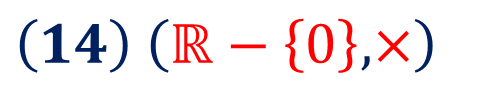 (14) (ℝ − {0},×)